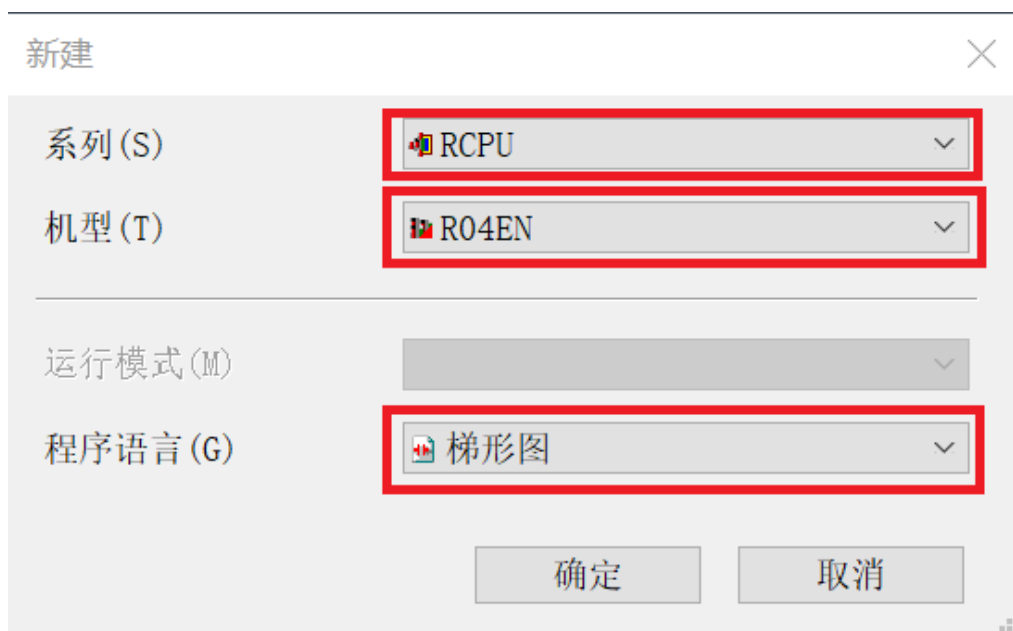 新建
系列(S) RCPU
机型(T) R04EN
运行模式(M)
程序语言(G) 梯形图
确定 取消